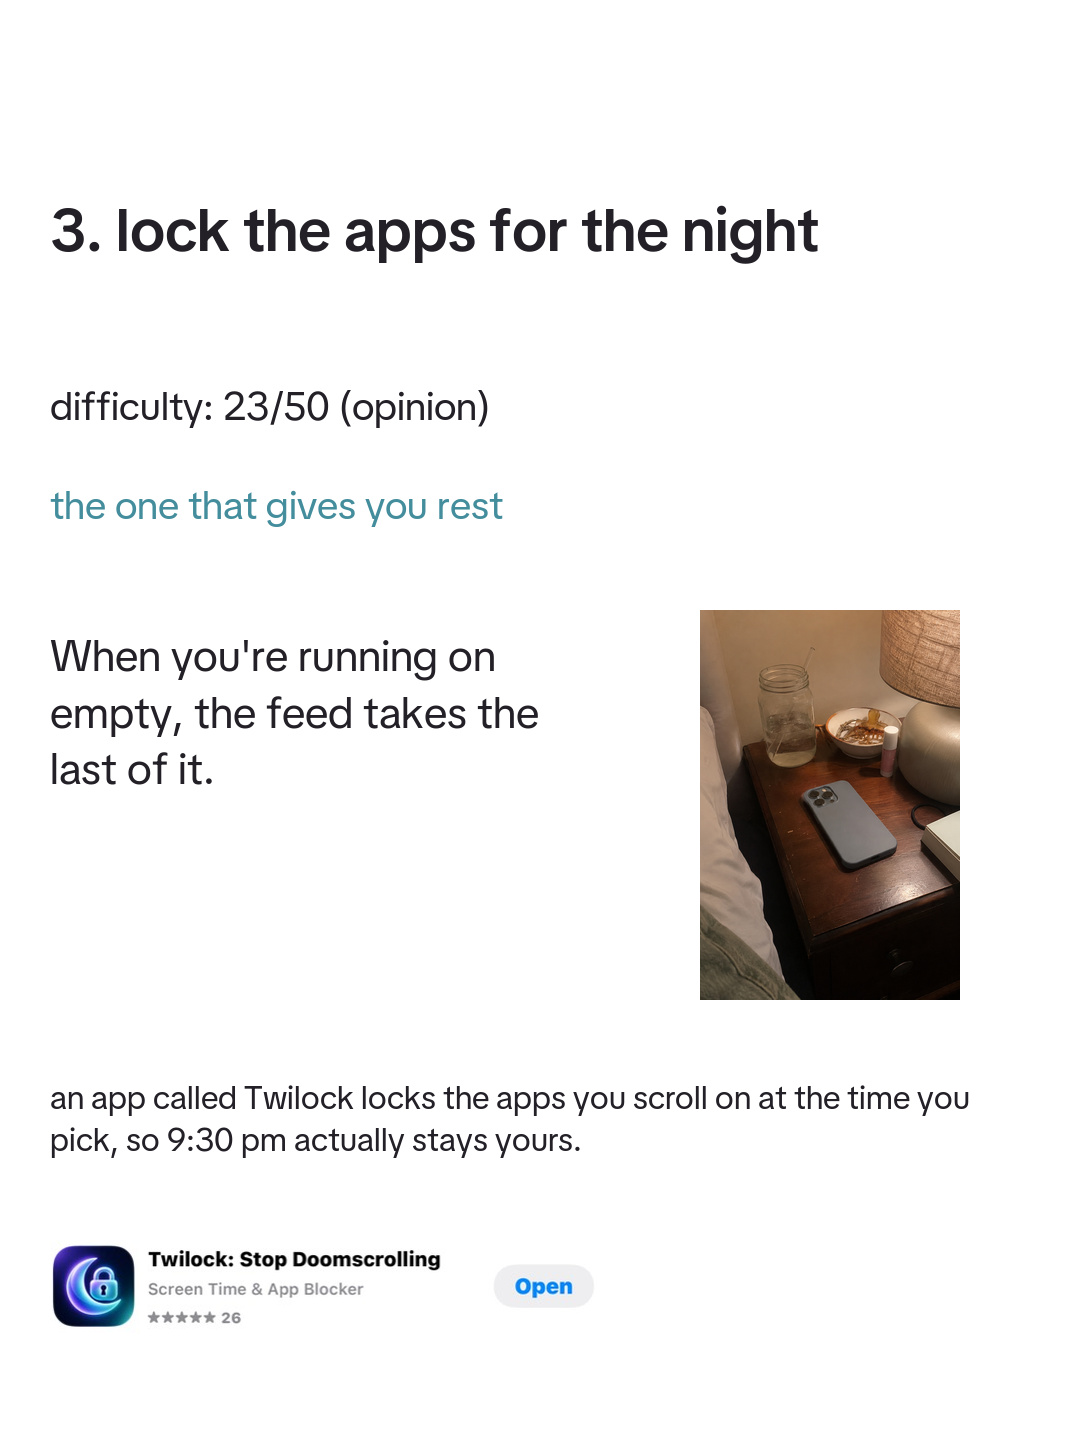 3. lock the apps for the night
difficulty: 23/50 (opinion)
the one that gives you rest
When you're running on
empty, the feed takes the
last of it.
an app called Twilock locks the apps you scroll on at the time you
pick, so 9:30 pm actually stays yours.
Twilock: Stop Doomscrolling
Screen Time & App Blocker
★★★★★ 26
Open